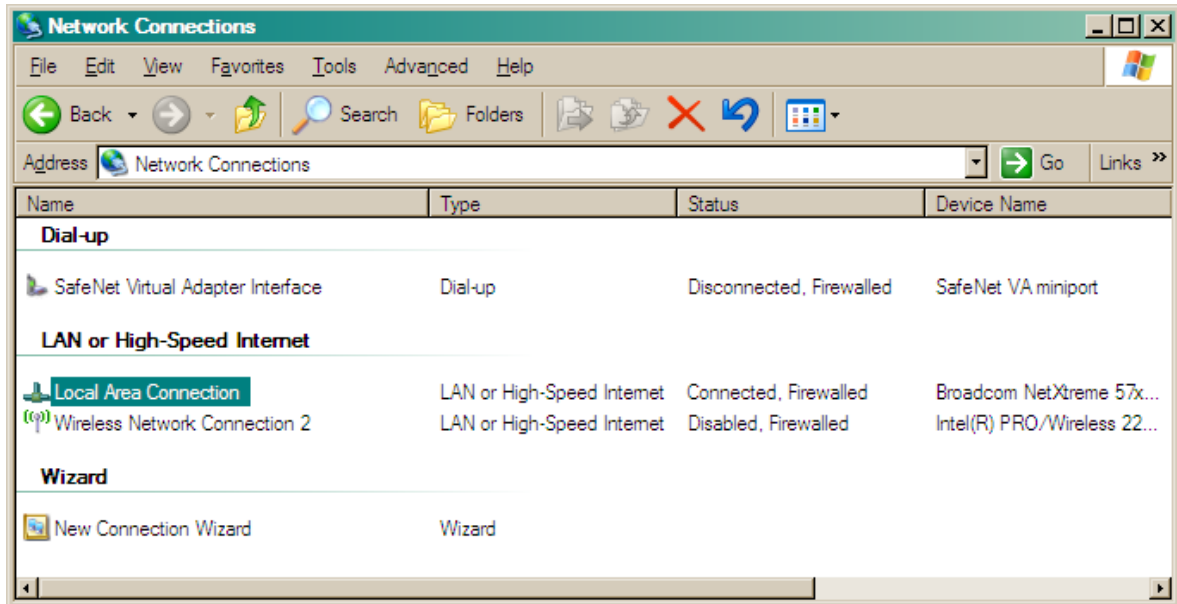 Network Connections
File Edit View Favorites Tools Advanced Help
Back Search Folders
Address Network Connections Go Links »
Name Type Status Device Name
Dial-up
SafeNet Virtual Adapter Interface Dial-up Disconnected, Firewalled SafeNet VA miniport
LAN or High-Speed Internet
Local Area Connection LAN or High-Speed Internet Connected, Firewalled Broadcom NetXtreme 57x...
Wireless Network Connection 2 LAN or High-Speed Internet Disabled, Firewalled Intel(R) PRO/Wireless 22...
Wizard
New Connection Wizard Wizard